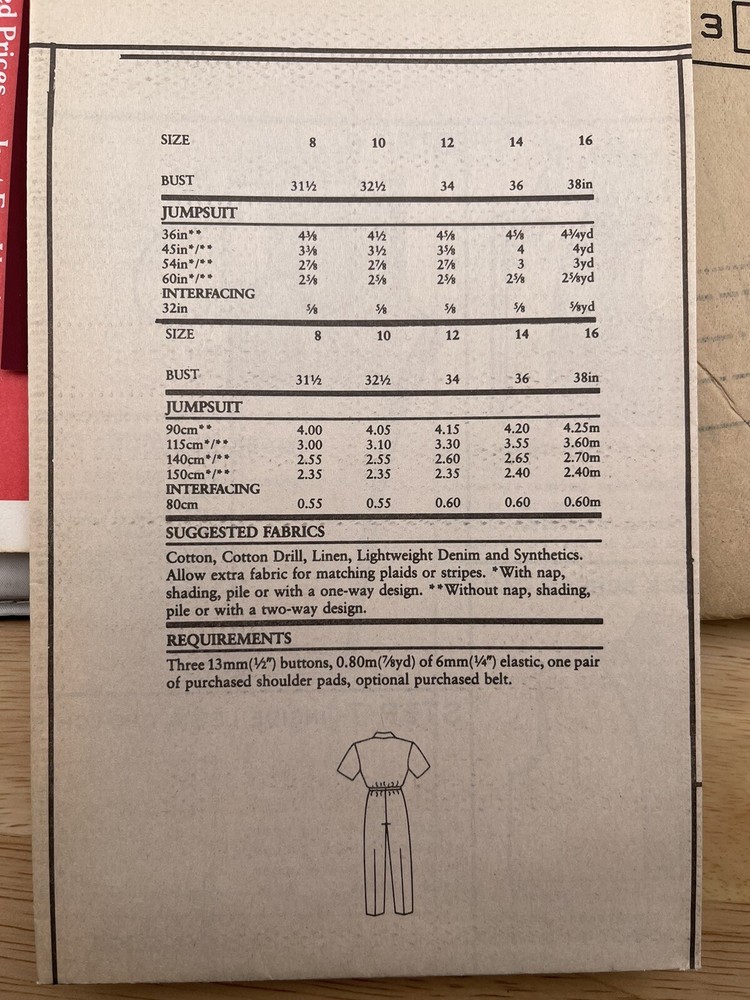 ed Prices
3
SIZE 8 10 12 14 16
BUST 31½ 32½ 34 36 38in
JUMPSUIT
36in** 4⅜ 4½ 4⅝ 4⅝ 4¾yd
45in*/** 3⅜ 3½ 3⅝ 4 4yd
54in*/** 2⅞ 2⅞ 2⅞ 3 3yd
60in*/** 2⅝ 2⅝ 2⅝ 2⅝ 2⅝yd
INTERFACING
32in ⅝ ⅝ ⅝ ⅝ ⅝yd
SIZE 8 10 12 14 16
BUST 31½ 32½ 34 36 38in
JUMPSUIT
90cm** 4.00 4.05 4.15 4.20 4.25m
115cm*/** 3.00 3.10 3.30 3.55 3.60m
140cm*/** 2.55 2.55 2.60 2.65 2.70m
150cm*/** 2.35 2.35 2.35 2.40 2.40m
INTERFACING
80cm 0.55 0.55 0.60 0.60 0.60m
SUGGESTED FABRICS
Cotton, Cotton Drill, Linen, Lightweight Denim and Synthetics.
Allow extra fabric for matching plaids or stripes. *With nap,
shading, pile or with a one-way design. **Without nap, shading,
pile or with a two-way design.
REQUIREMENTS
Three 13mm(½") buttons, 0.80m(⅞yd) of 6mm(¼") elastic, one pair
of purchased shoulder pads, optional purchased belt.